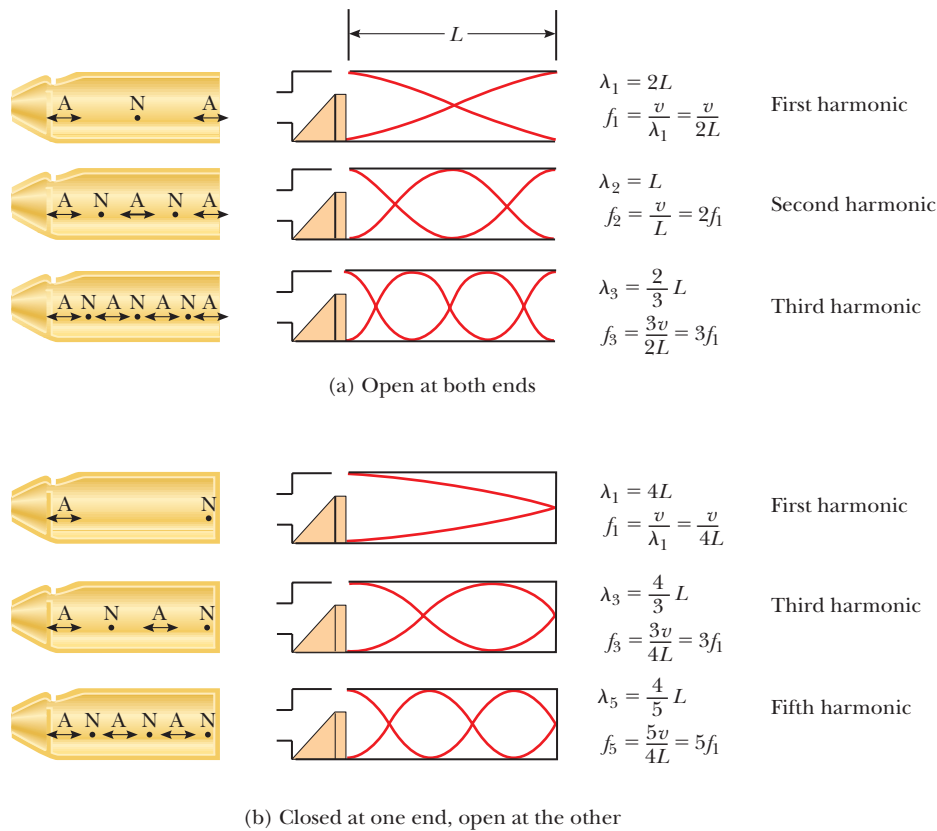 L
A N A
λ₁ = 2L
f₁ = v/λ₁ = v/2L
First harmonic
A N A N A
λ₂ = L
f₂ = v/L = 2f₁
Second harmonic
A N A N A N A
λ₃ = 2/3 L
f₃ = 3v/2L = 3f₁
Third harmonic
(a) Open at both ends
A N
λ₁ = 4L
f₁ = v/λ₁ = v/4L
First harmonic
A N A N
λ₃ = 4/3 L
f₃ = 3v/4L = 3f₁
Third harmonic
A N A N A N
λ₅ = 4/5 L
f₅ = 5v/4L = 5f₁
Fifth harmonic
(b) Closed at one end, open at the other